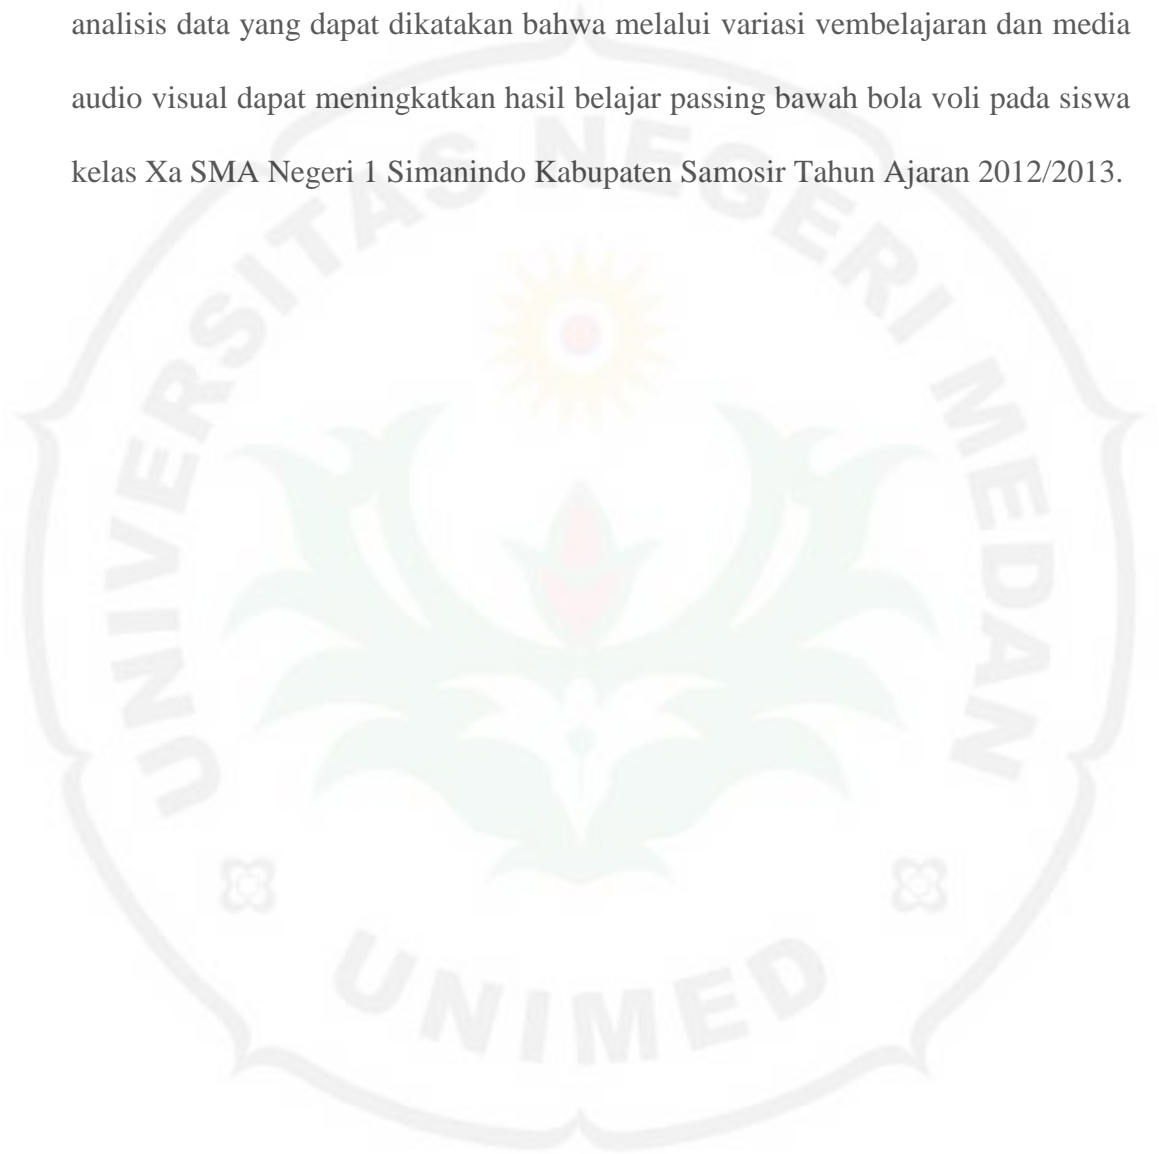 analisis data yang dapat dikatakan bahwa melalui variasi vembelajaran dan media
audio visual dapat meningkatkan hasil belajar passing bawah bola voli pada siswa
kelas Xa SMA Negeri 1 Simanindo Kabupaten Samosir Tahun Ajaran 2012/2013.
UNIVERSITAS NEGERI MEDAN
UNIMED